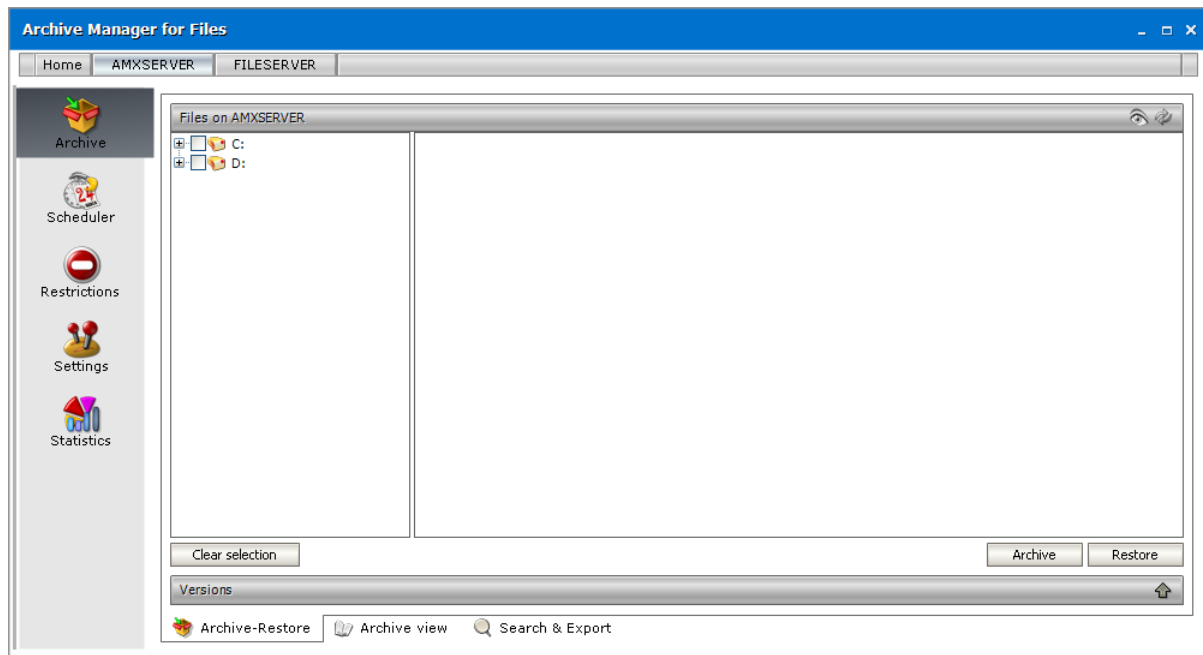 Archive Manager for Files
Home AMXSERVER FILESERVER
Archive
Scheduler
24
Restrictions
Settings
Statistics
Files on AMXSERVER
C:
D:
Clear selection Archive Restore
Versions
Archive-Restore Archive view Search & Export